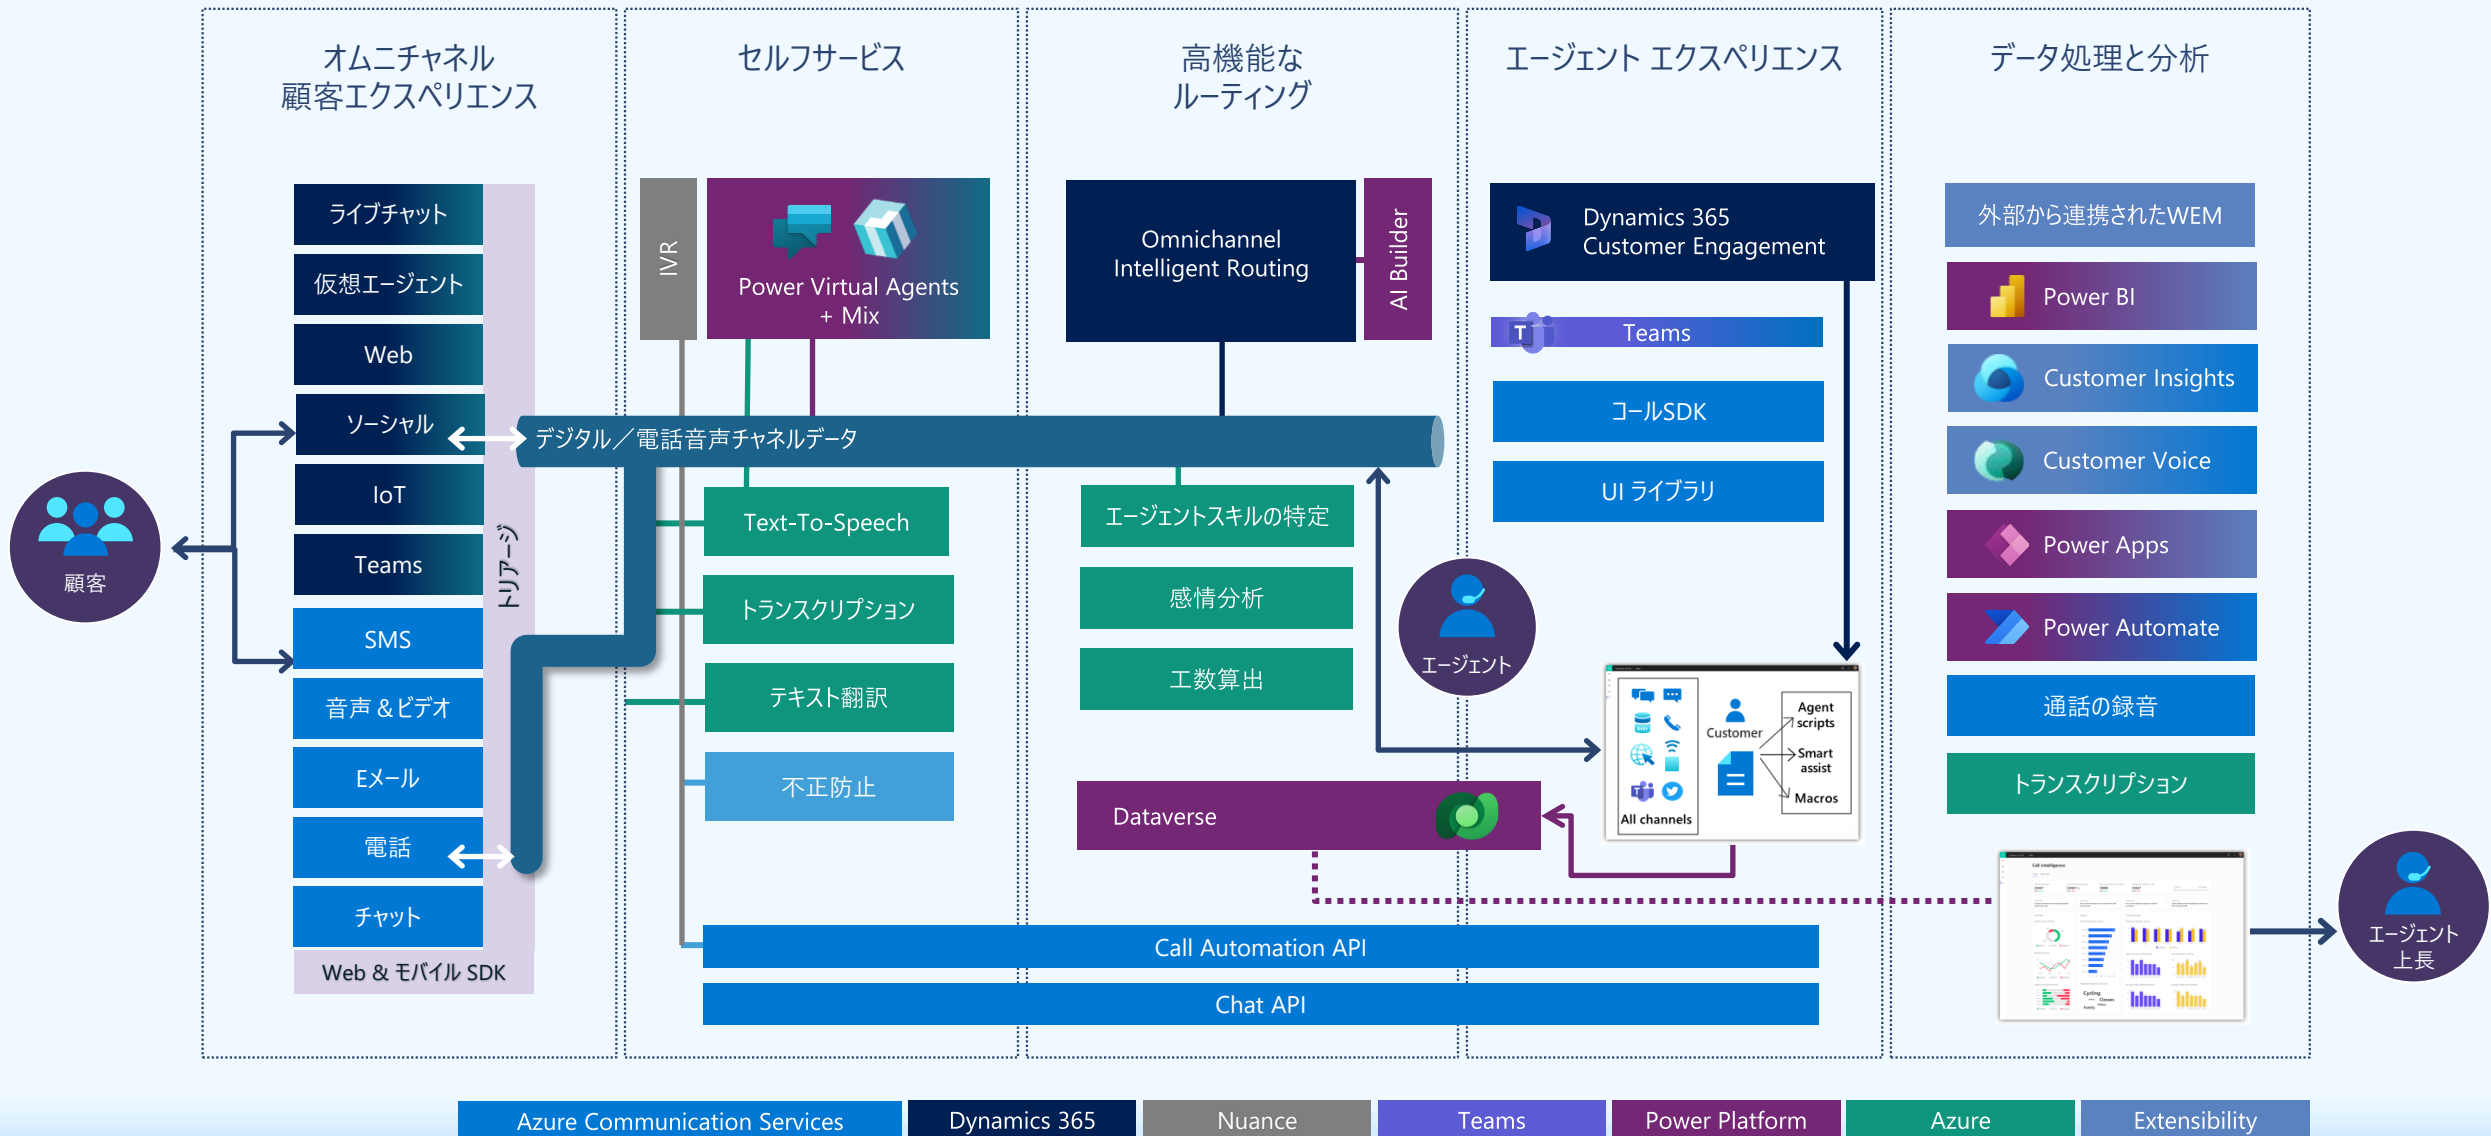 オムニチャネル
顧客エクスペリエンス
セルフサービス
高機能な
ルーティング
エージェント エクスペリエンス
データ処理と分析
顧客
ライブチャット
仮想エージェント
Web
ソーシャル
IoT
Teams
SMS
音声＆ビデオ
Eメール
電話
チャット
トリアージ
Web & モバイル SDK
IVR
Power Virtual Agents
+ Mix
デジタル／電話音声チャネルデータ
Text-To-Speech
トランスクリプション
テキスト翻訳
不正防止
Omnichannel
Intelligent Routing
AI Builder
エージェントスキルの特定
感情分析
工数算出
Dataverse
Call Automation API
Chat API
Dynamics 365
Customer Engagement
Teams
コールSDK
UI ライブラリ
エージェント
All channels
Customer
Agent
scripts
Smart
assist
Macros
外部から連携されたWEM
Power BI
Customer Insights
Customer Voice
Power Apps
Power Automate
通話の録音
トランスクリプション
Call intelligence
Cycling
Classes
Family
エージェント
上長
Azure Communication Services
Dynamics 365
Nuance
Teams
Power Platform
Azure
Extensibility